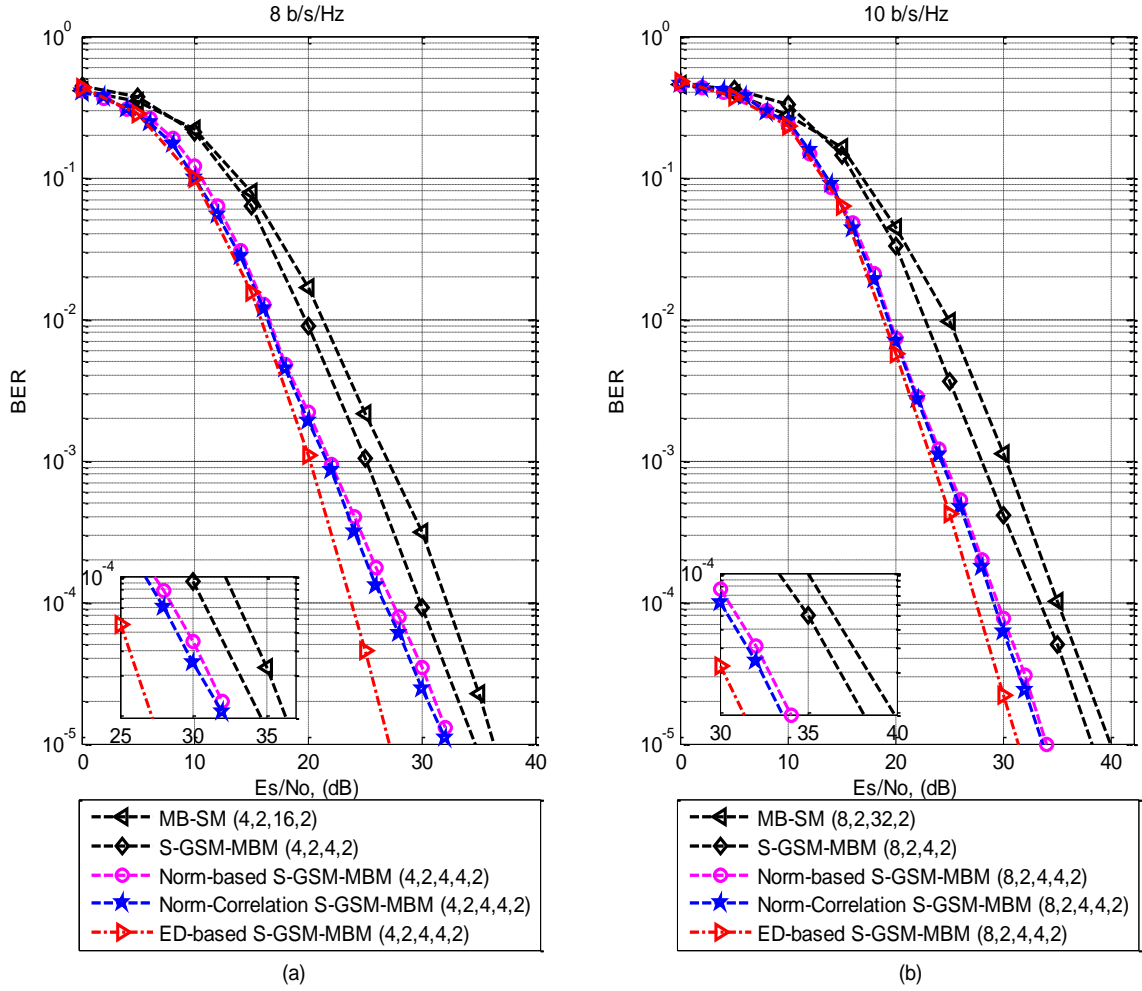 8 b/s/Hz
10^0
10^-1
10^-2
10^-3
10^-4
10^-5
BER
10^-4
25 30 35
0 10 20 30 40
Es/No, (dB)
MB-SM (4,2,16,2)
S-GSM-MBM (4,2,4,2)
Norm-based S-GSM-MBM (4,2,4,4,2)
Norm-Correlation S-GSM-MBM (4,2,4,4,2)
ED-based S-GSM-MBM (4,2,4,4,2)
(a)
10 b/s/Hz
10^0
10^-1
10^-2
10^-3
10^-4
10^-5
BER
10^-4
30 35 40
0 10 20 30 40
Es/No, (dB)
MB-SM (8,2,32,2)
S-GSM-MBM (8,2,4,2)
Norm-based S-GSM-MBM (8,2,4,4,2)
Norm-Correlation S-GSM-MBM (8,2,4,4,2)
ED-based S-GSM-MBM (8,2,4,4,2)
(b)